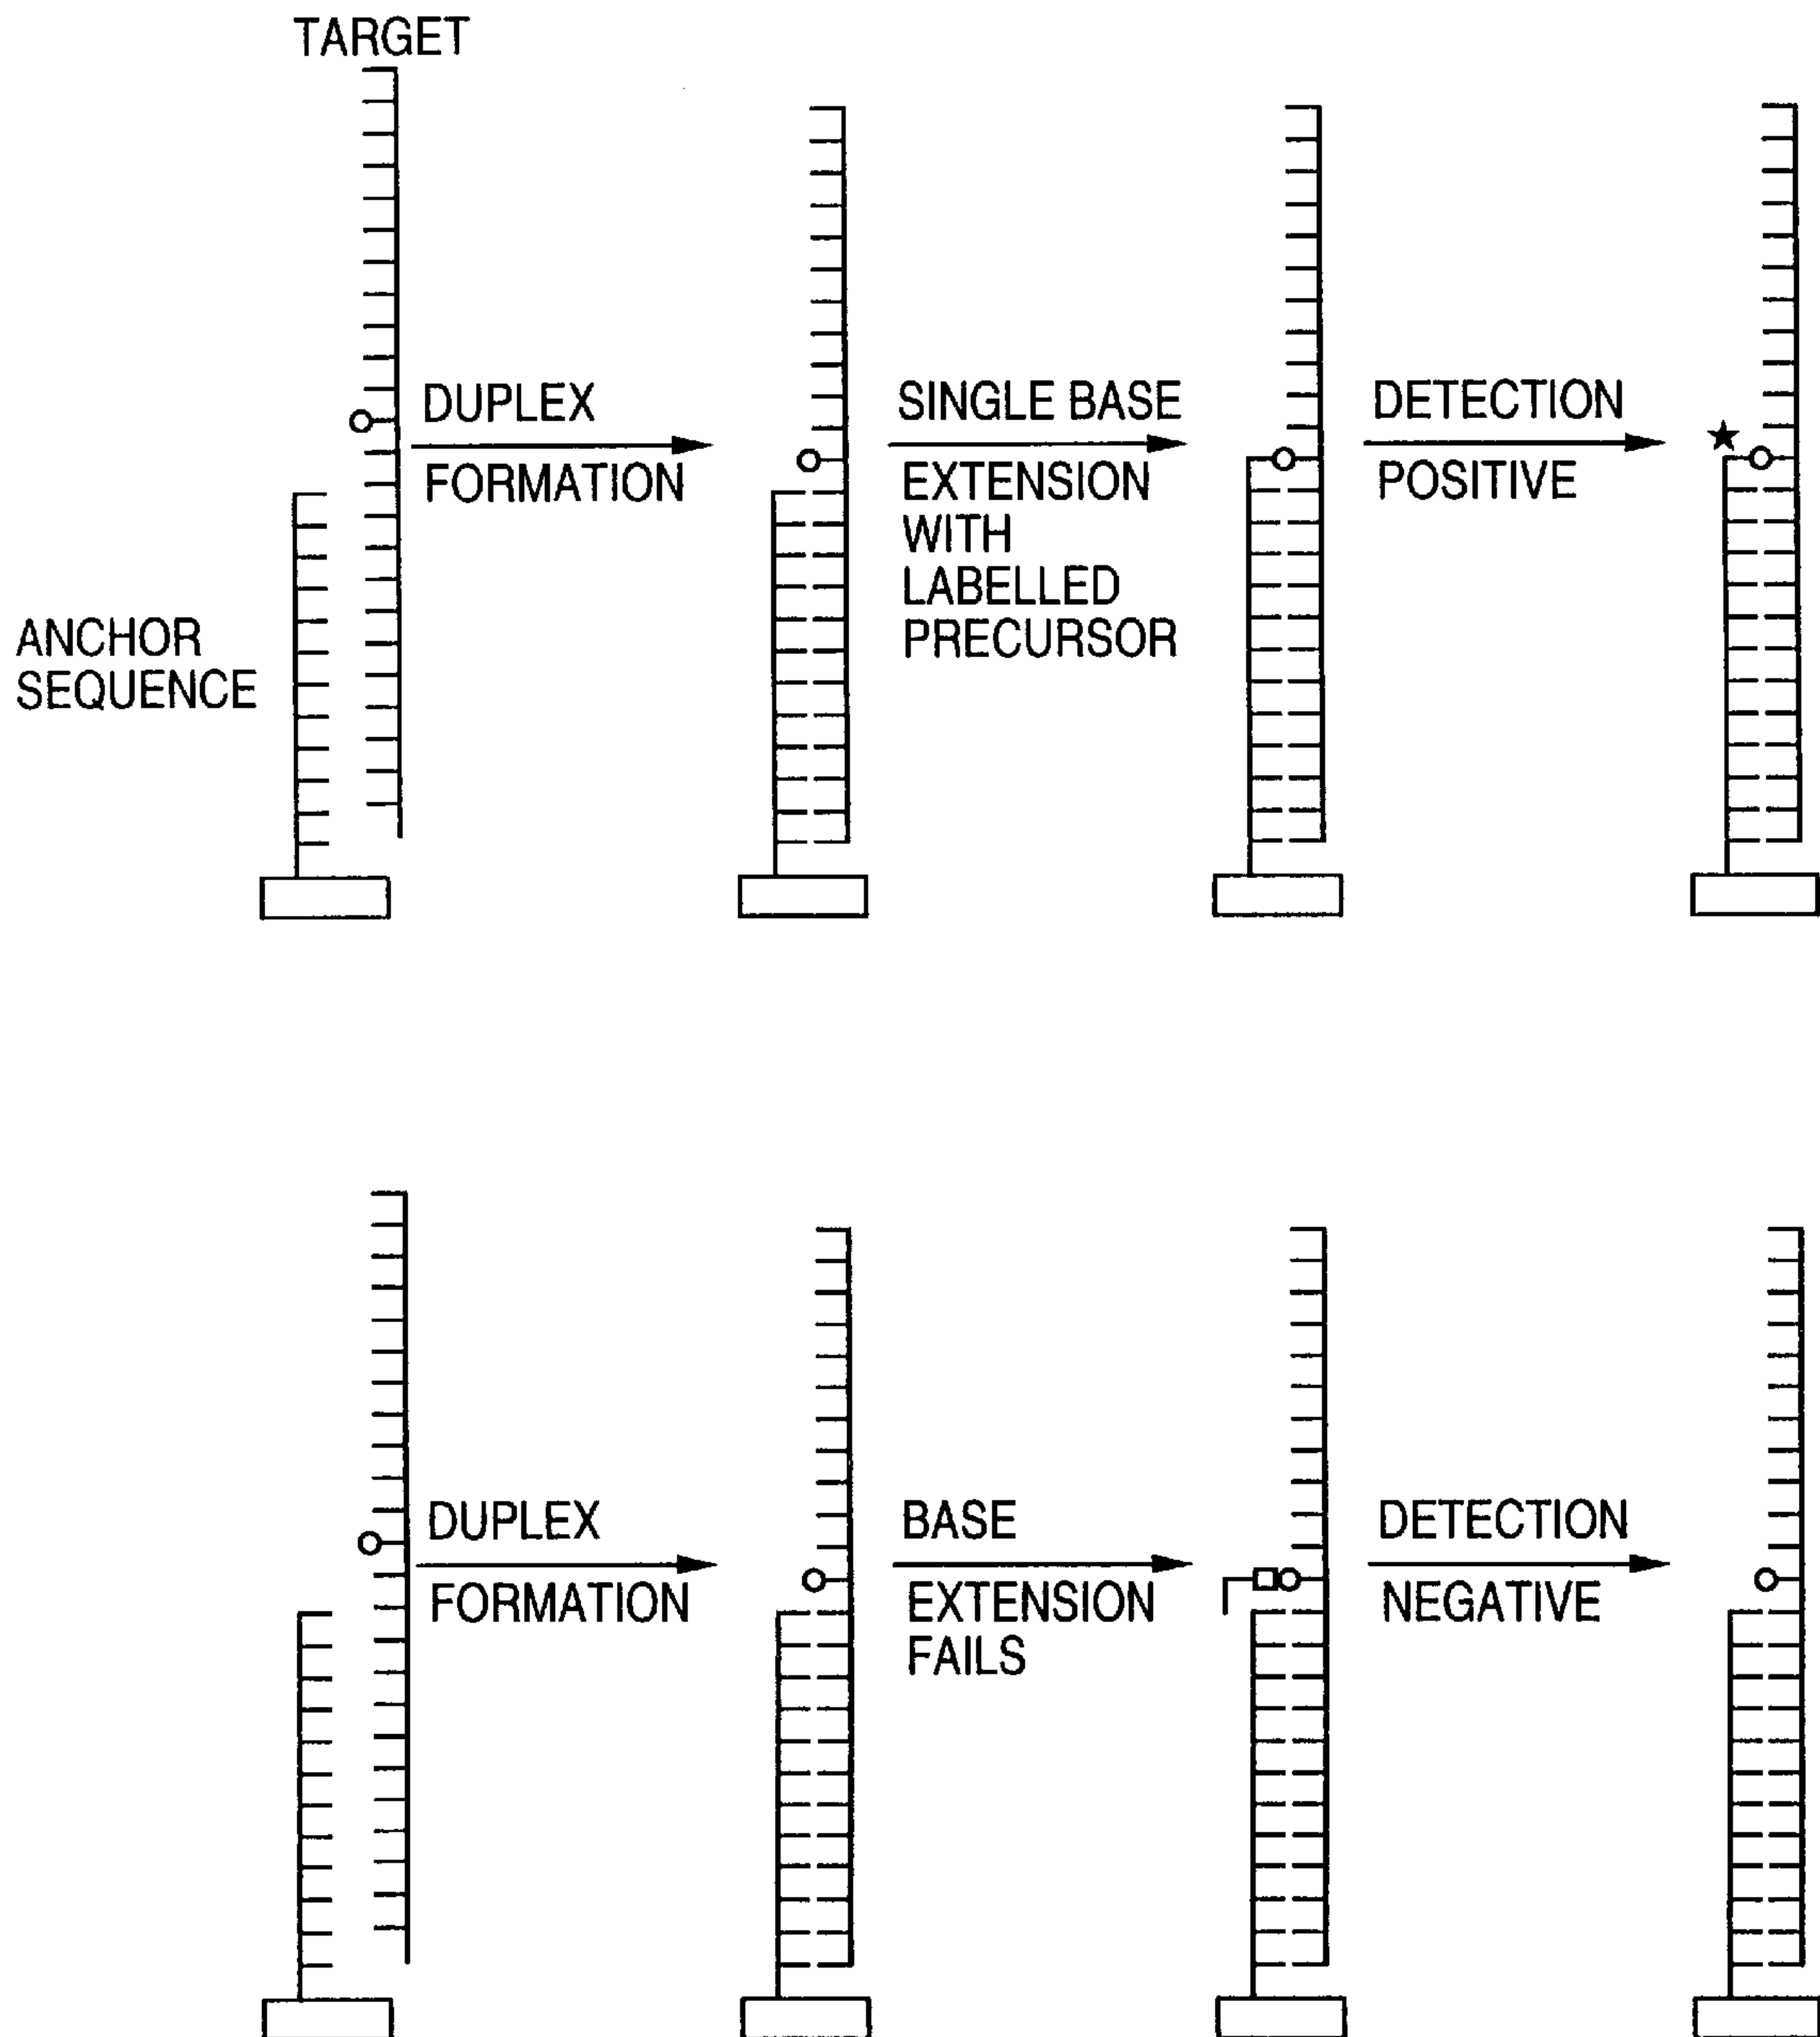 TARGET
DUPLEX
FORMATION
SINGLE BASE
EXTENSION
WITH
LABELLED
PRECURSOR
DETECTION
POSITIVE
ANCHOR
SEQUENCE
DUPLEX
FORMATION
BASE
EXTENSION
FAILS
DETECTION
NEGATIVE